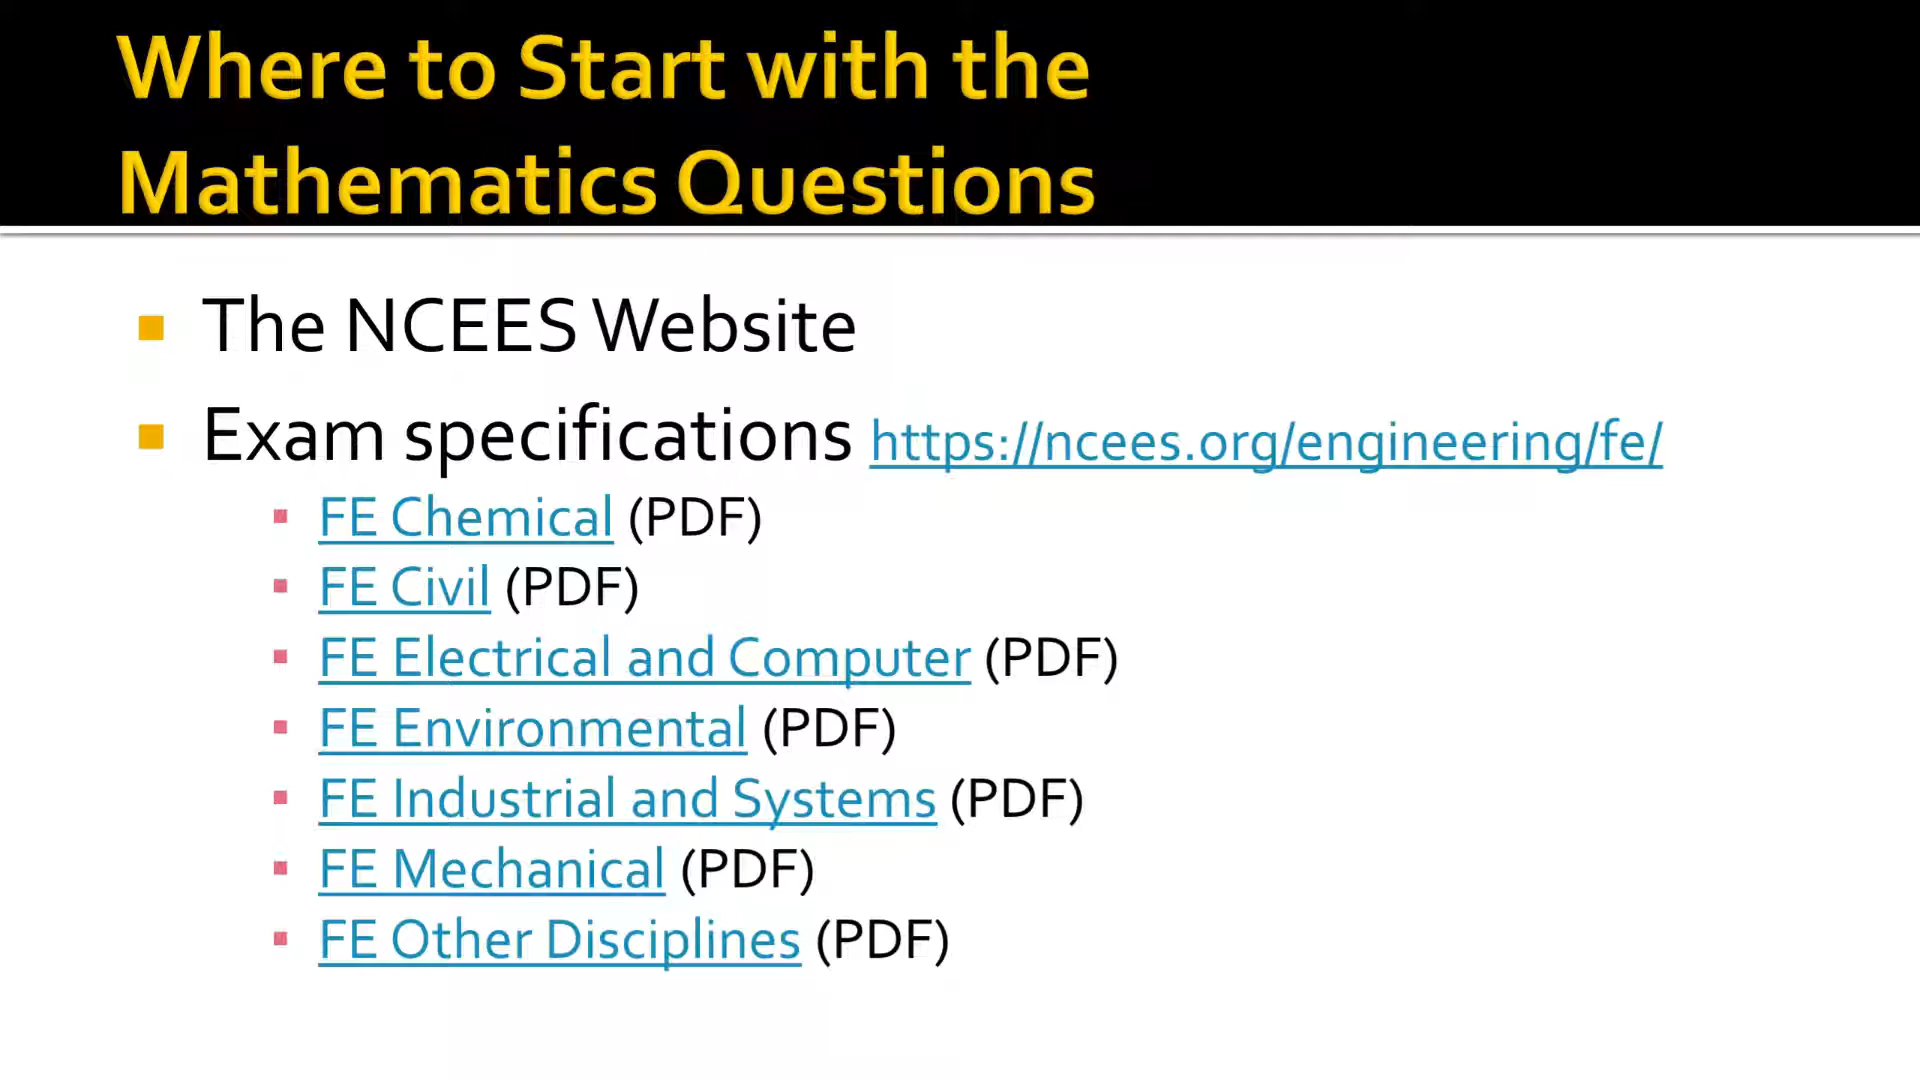 Where to Start with the
Mathematics Questions
The NCEES Website
Exam specifications https://ncees.org/engineering/fe/
FE Chemical (PDF)
FE Civil (PDF)
FE Electrical and Computer (PDF)
FE Environmental (PDF)
FE Industrial and Systems (PDF)
FE Mechanical (PDF)
FE Other Disciplines (PDF)